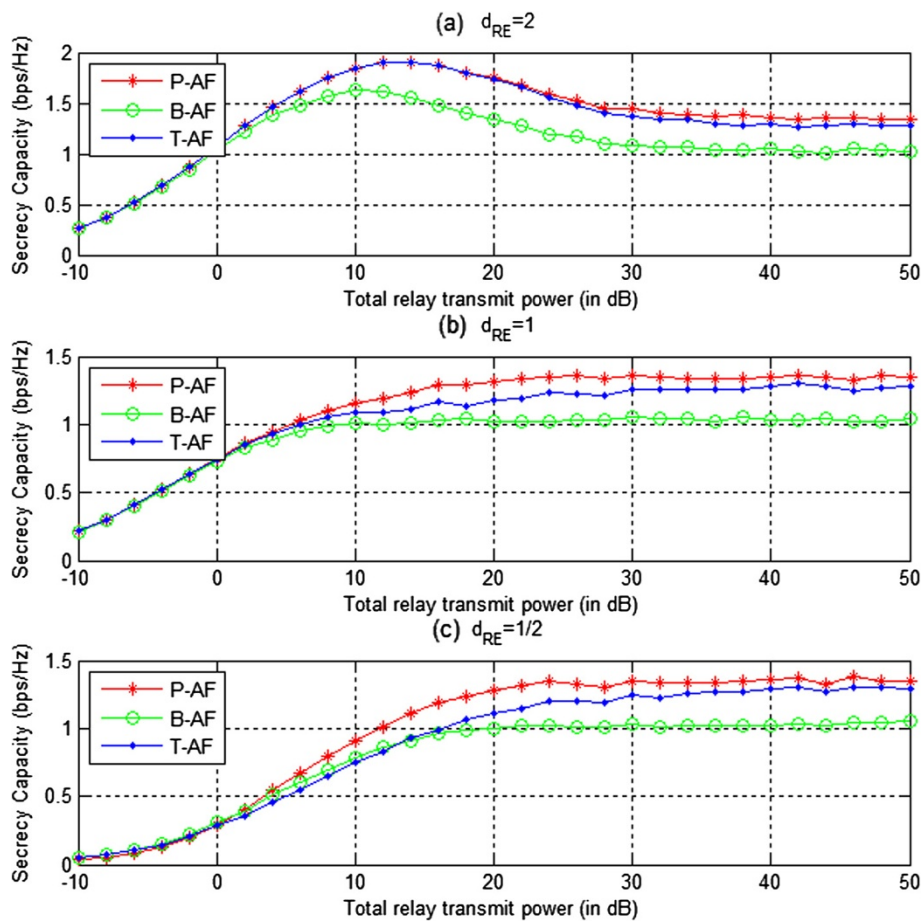 (a) d_RE=2
Secrecy Capacity (bps/Hz)
2
1.5
1
0.5
0
P-AF
B-AF
T-AF
-10 0 10 20 30 40 50
Total relay transmit power (in dB)
(b) d_RE=1
Secrecy Capacity (bps/Hz)
1.5
1
0.5
0
P-AF
B-AF
T-AF
-10 0 10 20 30 40 50
Total relay transmit power (in dB)
(c) d_RE=1/2
Secrecy Capacity (bps/Hz)
1.5
1
0.5
0
P-AF
B-AF
T-AF
-10 0 10 20 30 40 50
Total relay transmit power (in dB)